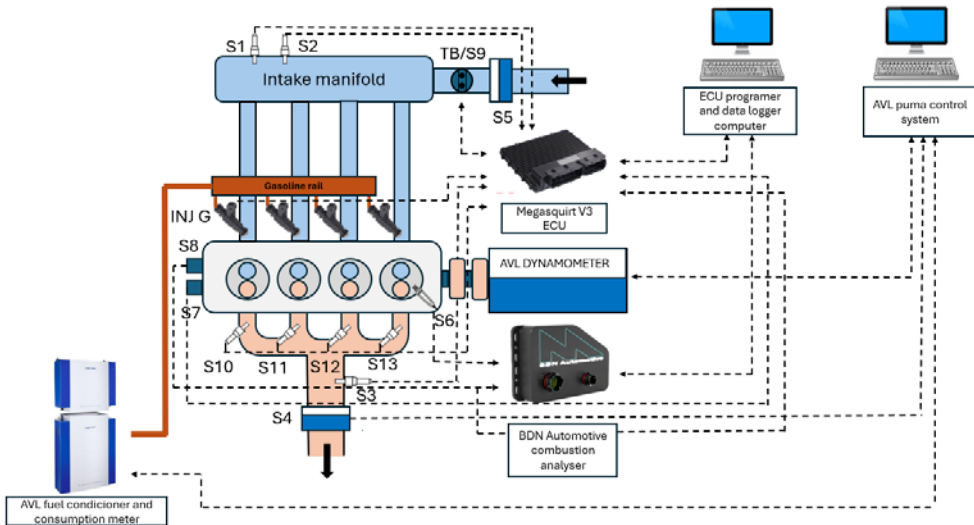 S1
S2
TB/S9
Intake manifold
S5
ECU programer
and data logger
computer
AVL puma control
system
Gasoline rail
INJ G
Megasquirt V3
ECU
S8
AVL DYNAMOMETER
S7
S6
BDN Automotive
S10
S11
S12
S13
S3
S4
BDN Automotive
combustion
analyser
AVL fuel condicioner and
consumption meter